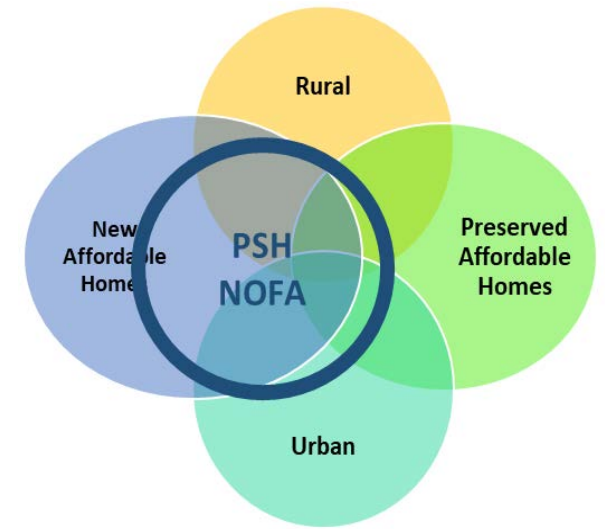 Rural
New
Affordable
Homes
PSH
NOFA
Preserved
Affordable
Homes
Urban